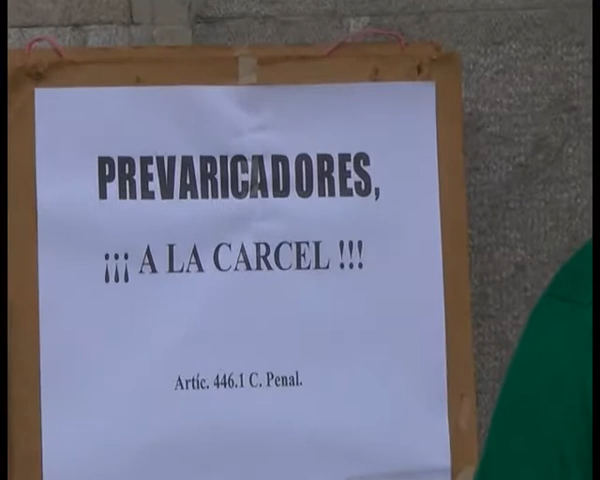 PREVARICADORES,
¡¡¡ A LA CARCEL !!!
Artíc. 446.1 C. Penal.